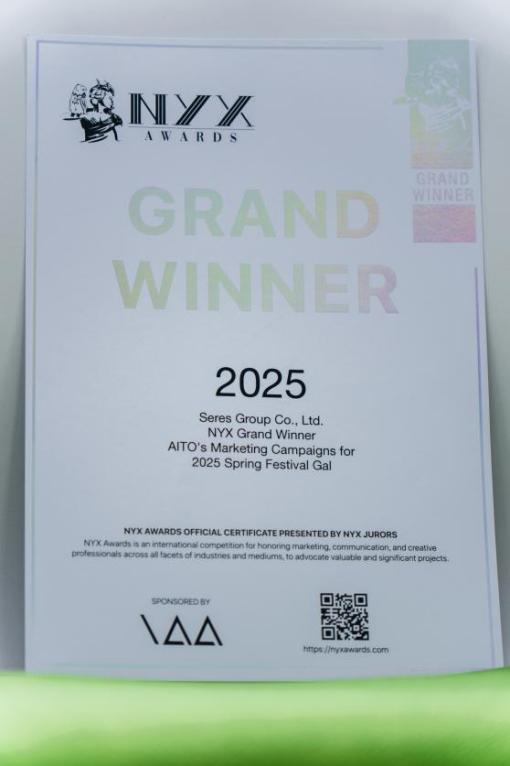 NYX
AWARDS
GRAND
WINNER
GRAND
WINNER
2025
Seres Group Co., Ltd.
NYX Grand Winner
AITO's Marketing Campaigns for
2025 Spring Festival Gal
NYX AWARDS OFFICIAL CERTIFICATE PRESENTED BY NYX JURORS
NYX Awards is an international competition for honoring marketing, communication, and creative
professionals across all facets of industries and mediums, to advocate valuable and significant projects.
SPONSORED BY
IAA
https://nyxawards.com